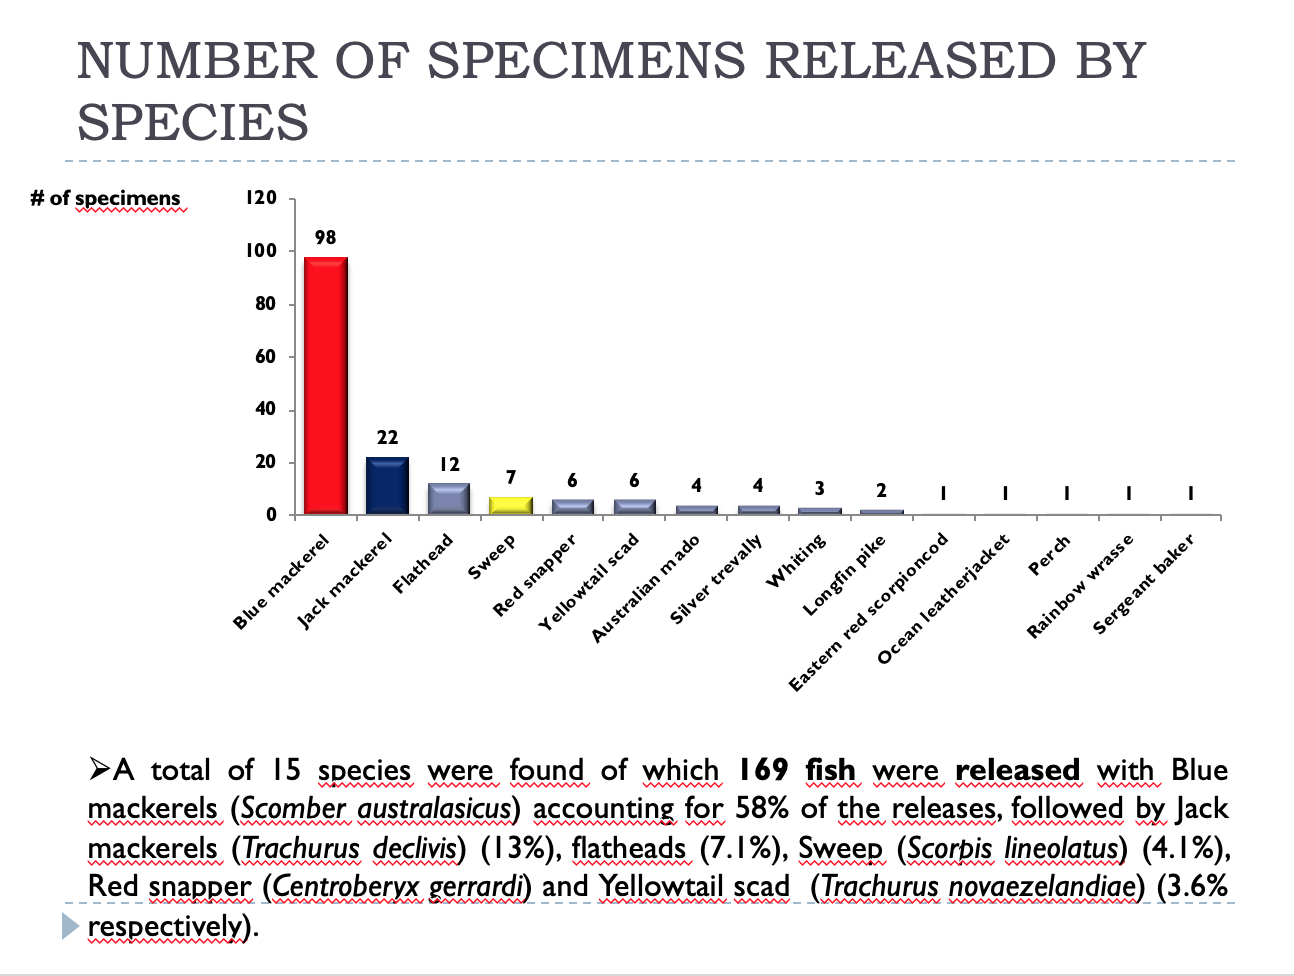 NUMBER OF SPECIMENS RELEASED BY
SPECIES
# of specimens
120
100
80
60
40
20
0
98
22
12
7
6
6
4
4
3
2
1
1
1
1
1
Blue mackerel
Jack mackerel
Flathead
Sweep
Red snapper
Yellowtail scad
Australian mado
Silver trevally
Whiting
Longfin pike
Eastern red scorpioncod
Ocean leatherjacket
Perch
Rainbow wrasse
Sergeant baker
➢A total of 15 species were found of which 169 fish were released with Blue
mackerels (Scomber australasicus) accounting for 58% of the releases, followed by Jack
mackerels (Trachurus declivis) (13%), flatheads (7.1%), Sweep (Scorpis lineolatus) (4.1%),
Red snapper (Centroberyx gerrardi) and Yellowtail scad (Trachurus novaezelandiae) (3.6%
respectively).